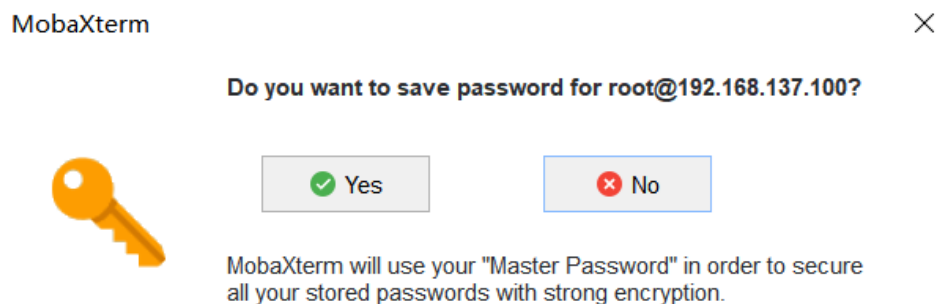 MobaXterm
Do you want to save password for root@192.168.137.100?
Yes
No
MobaXterm will use your "Master Password" in order to secure
all your stored passwords with strong encryption.